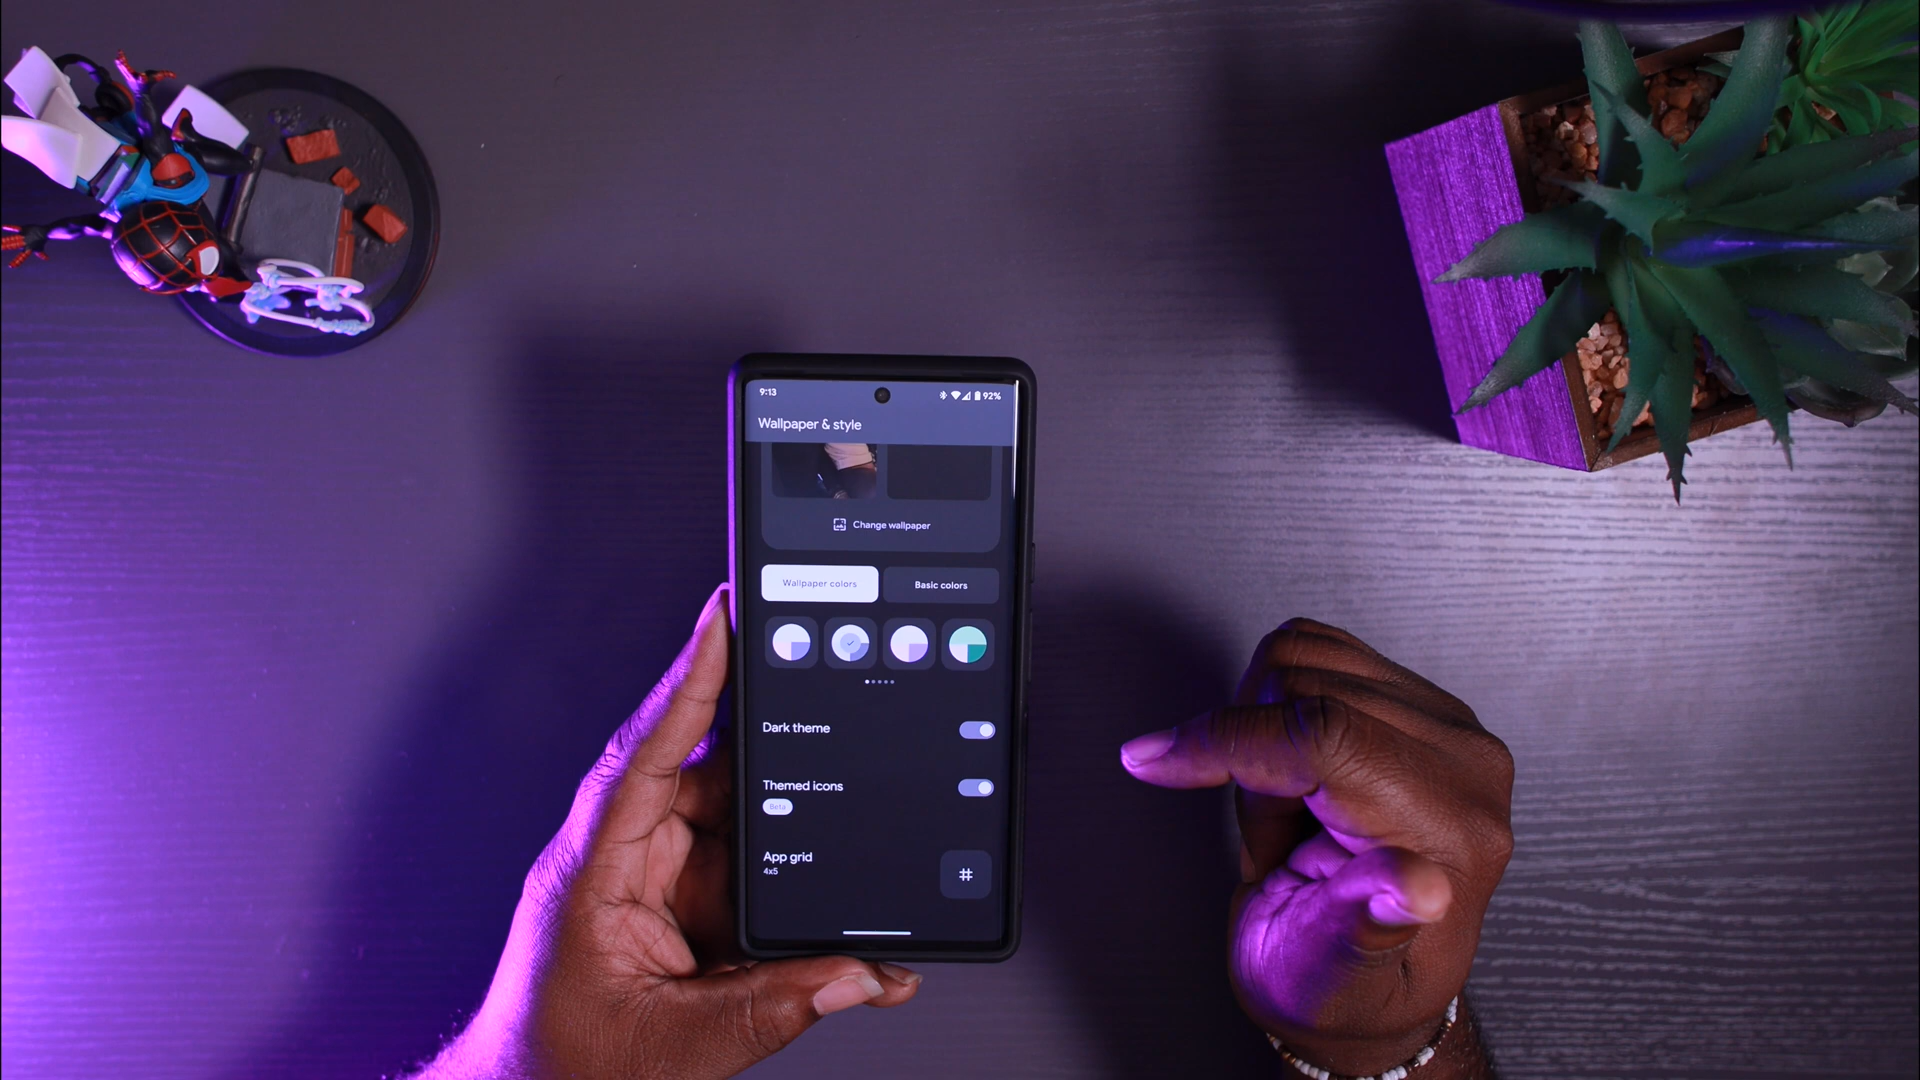 9:13
92%
Wallpaper & style
Change wallpaper
Wallpaper colors
Basic colors
Dark theme
Themed icons
Beta
App grid
4x5